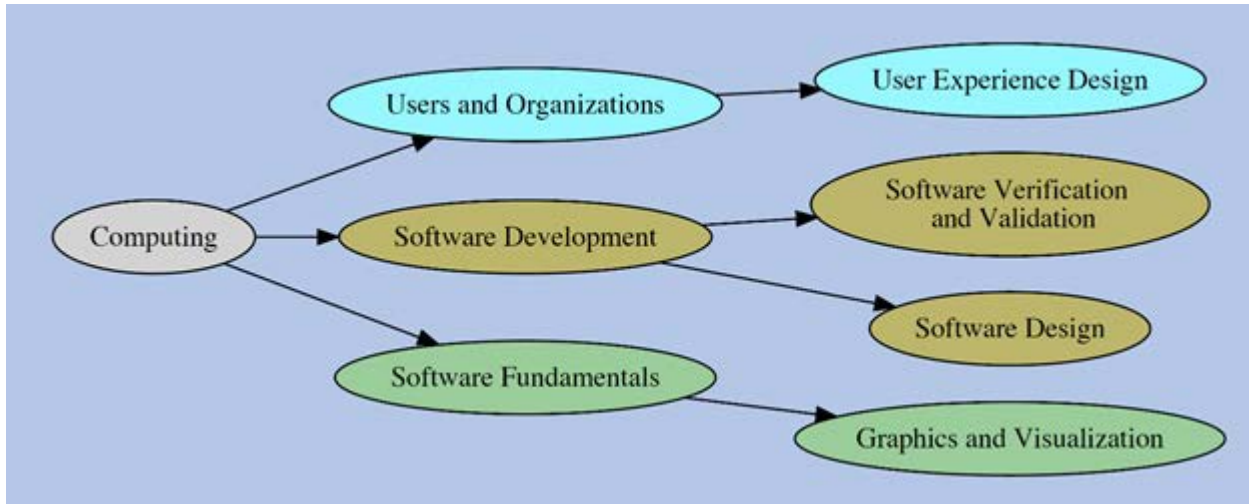 Computing
Users and Organizations
Software Development
Software Fundamentals
User Experience Design
Software Verification
and Validation
Software Design
Graphics and Visualization